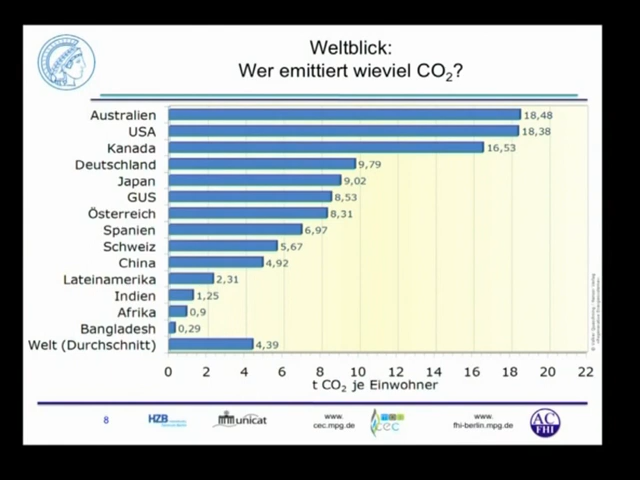 Weltblick:
Wer emittiert wieviel CO2?
Australien 18,48
USA 18,38
Kanada 16,53
Deutschland 9,79
Japan 9,02
GUS 8,53
Österreich 8,31
Spanien 6,97
Schweiz 5,67
China 4,92
Lateinamerika 2,31
Indien 1,25
Afrika 0,9
Bangladesh 0,29
Welt (Durchschnitt) 4,39
0 2 4 6 8 10 12 14 16 18 20 22
t CO2 je Einwohner
8
HZB
unicat
www.
cec.mpg.de
cec
www.
fhi-berlin.mpg.de
AC
FHI